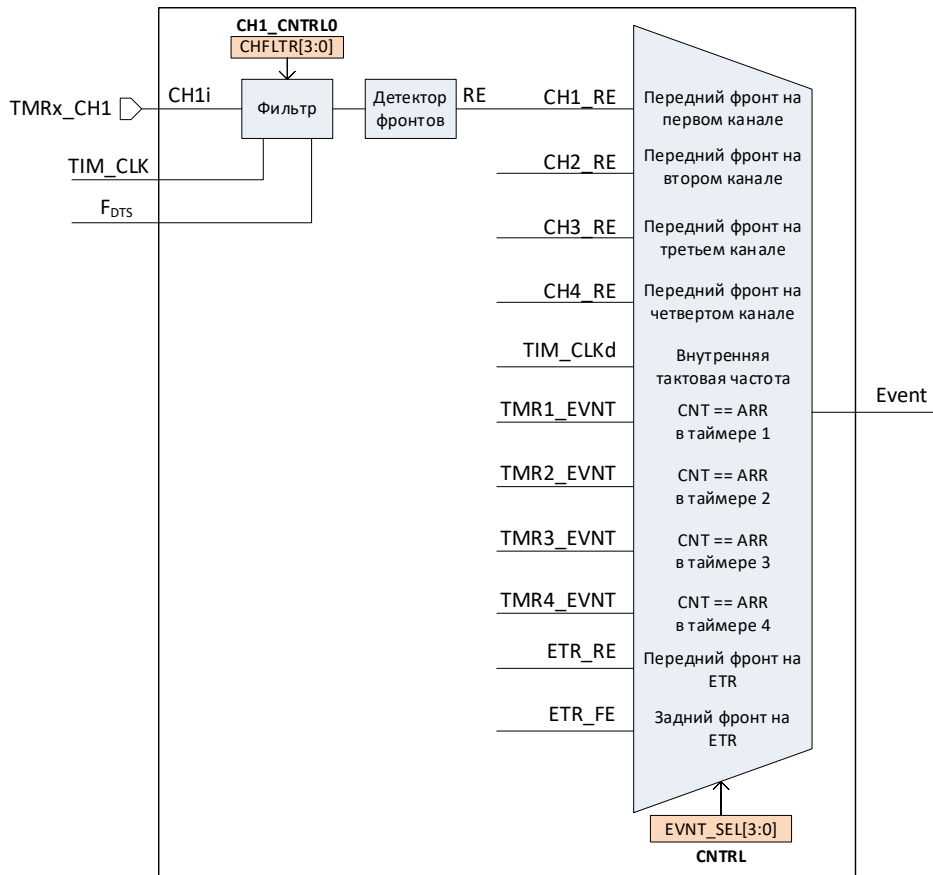 CH1_CNTRL0
CHFLTR[3:0]
TMRx_CH1
CH1i
Фильтр
Детектор
фронтов
RE
CH1_RE
Передний фронт на
первом канале
TIM_CLK
CH2_RE
Передний фронт на
втором канале
FDTS
CH3_RE
Передний фронт на
третьем канале
CH4_RE
Передний фронт на
четвертом канале
TIM_CLKd
Внутренняя
тактовая частота
Event
TMR1_EVNT
CNT == ARR
в таймере 1
TMR2_EVNT
CNT == ARR
в таймере 2
TMR3_EVNT
CNT == ARR
в таймере 3
TMR4_EVNT
CNT == ARR
в таймере 4
ETR_RE
Передний фронт на
ETR
ETR_FE
Задний фронт на
ETR
EVNT_SEL[3:0]
CNTRL